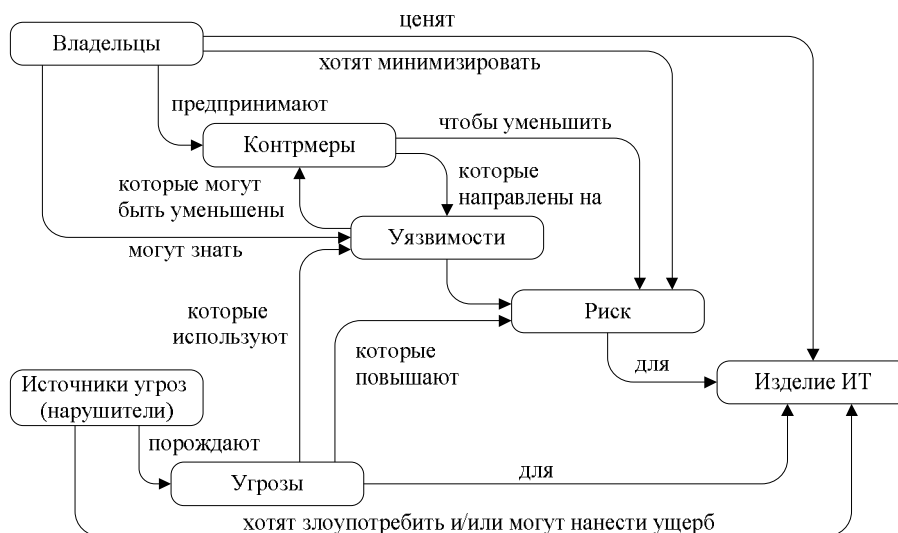 ценят
Владельцы
хотят минимизировать
предпринимают
чтобы уменьшить
Контрмеры
которые могут
быть уменьшены
которые
направлены на
Уязвимости
могут знать
которые
используют
Риск
которые
повышают
для
Источники угроз
(нарушители)
Изделие ИТ
порождают
Угрозы
для
хотят злоупотребить и/или могут нанести ущерб